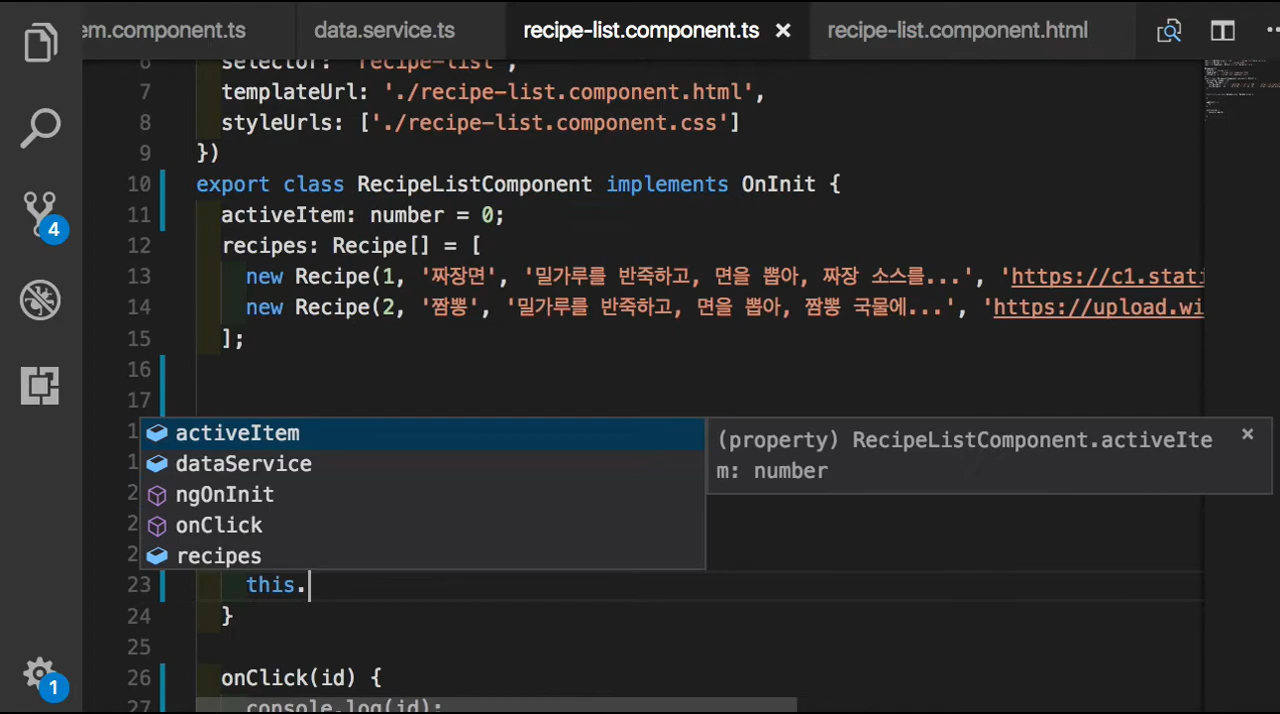 em.component.ts data.service.ts recipe-list.component.ts × recipe-list.component.html
6 selector: 'recipe-list',
7 templateUrl: './recipe-list.component.html',
8 styleUrls: ['./recipe-list.component.css']
9 })
10 export class RecipeListComponent implements OnInit {
11 activeItem: number = 0;
12 recipes: Recipe[] = [
13 new Recipe(1, '짜장면', '밀가루를 반죽하고, 면을 뽑아, 짜장 소스를...', 'https://c1.stati
14 new Recipe(2, '짬뽕', '밀가루를 반죽하고, 면을 뽑아, 짬뽕 국물에...', 'https://upload.wi
15 ];
16
17
1 activeItem
1 dataService
2 ngOnInit
2 onClick
2 recipes
(property) RecipeListComponent.activeIte ×
m: number
23 this.
24 }
25
26 onClick(id) {
27 console.log(id);
4
1